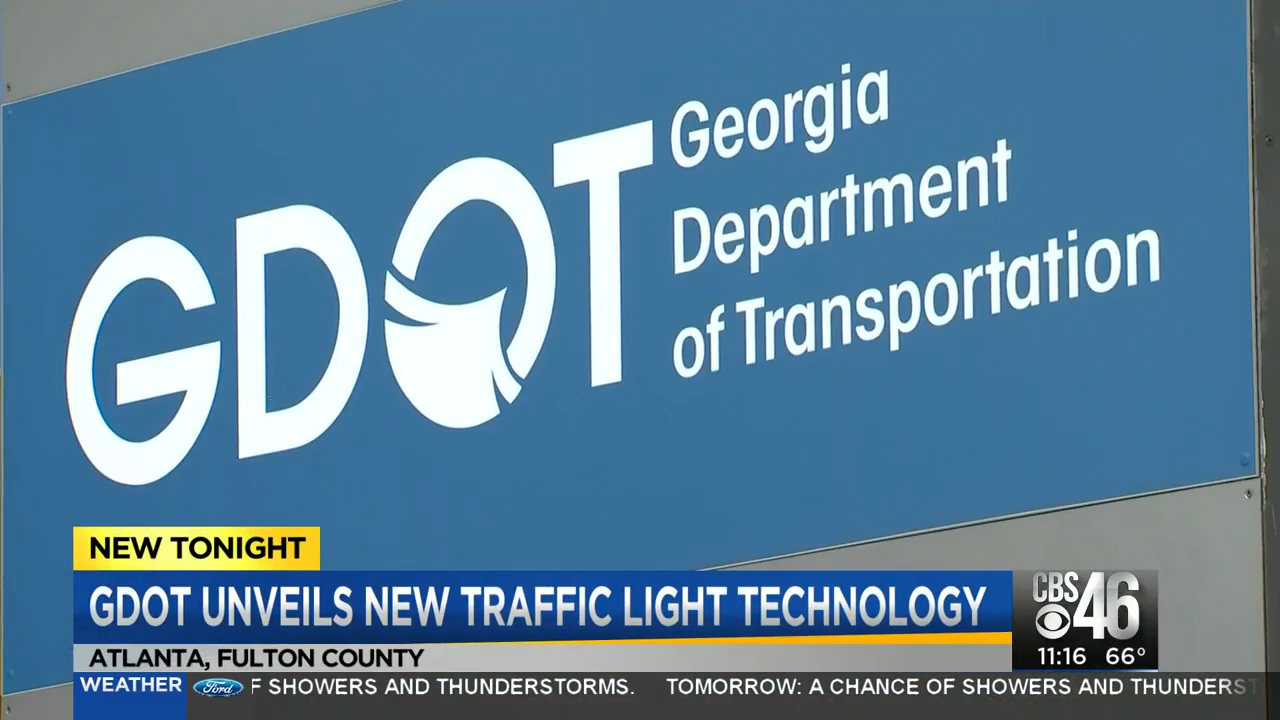 GDOT
Georgia
Department
of Transportation
NEW TONIGHT
GDOT UNVEILS NEW TRAFFIC LIGHT TECHNOLOGY
ATLANTA, FULTON COUNTY
CBS 46
11:16 66°
WEATHER Ford F SHOWERS AND THUNDERSTORMS. TOMORROW: A CHANCE OF SHOWERS AND THUNDERST